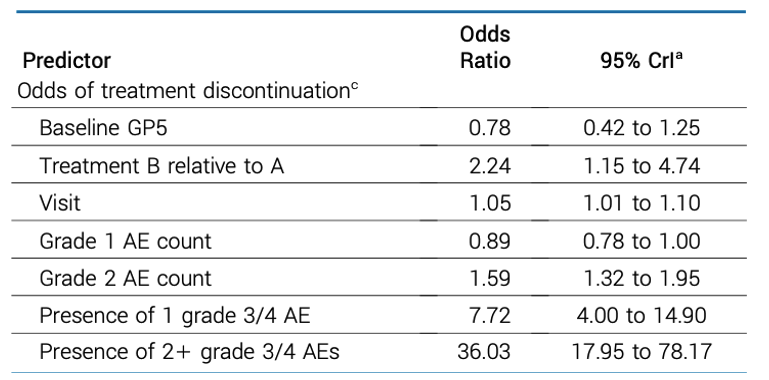 Predictor Odds Ratio 95% CrIᵃ
Odds of treatment discontinuationᶜ
Baseline GP5 0.78 0.42 to 1.25
Treatment B relative to A 2.24 1.15 to 4.74
Visit 1.05 1.01 to 1.10
Grade 1 AE count 0.89 0.78 to 1.00
Grade 2 AE count 1.59 1.32 to 1.95
Presence of 1 grade 3/4 AE 7.72 4.00 to 14.90
Presence of 2+ grade 3/4 AEs 36.03 17.95 to 78.17